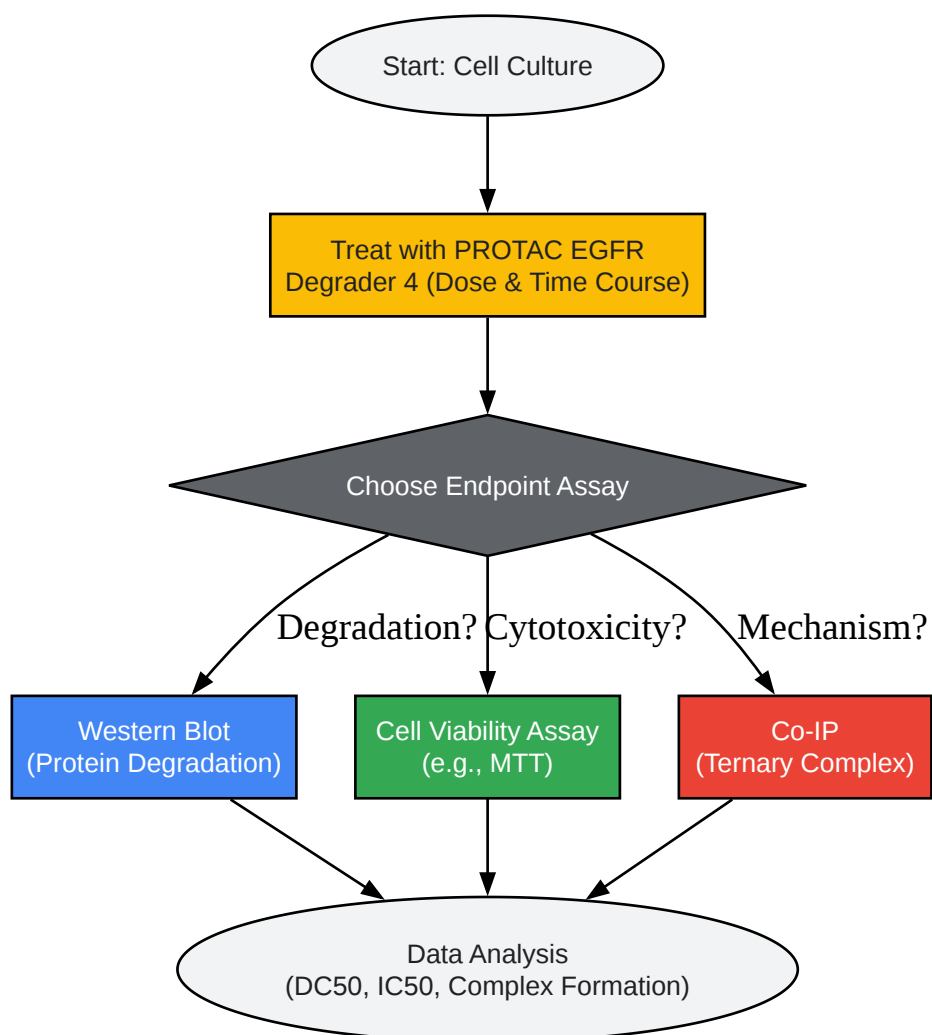 Start: Cell Culture
Treat with PROTAC EGFR
Degrader 4 (Dose & Time Course)
Choose Endpoint Assay
Degradation?
Cytotoxicity?
Mechanism?
Western Blot
(Protein Degradation)
Cell Viability Assay
(e.g., MTT)
Co-IP
(Ternary Complex)
Data Analysis
(DC50, IC50, Complex Formation)